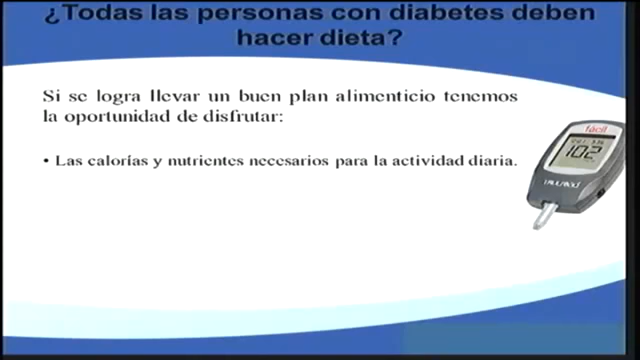 ¿Todas las personas con diabetes deben
hacer dieta?
Si se logra llevar un buen plan alimenticio tenemos
la oportunidad de disfrutar:
• Las calorías y nutrientes necesarios para la actividad diaria.
fácil
102